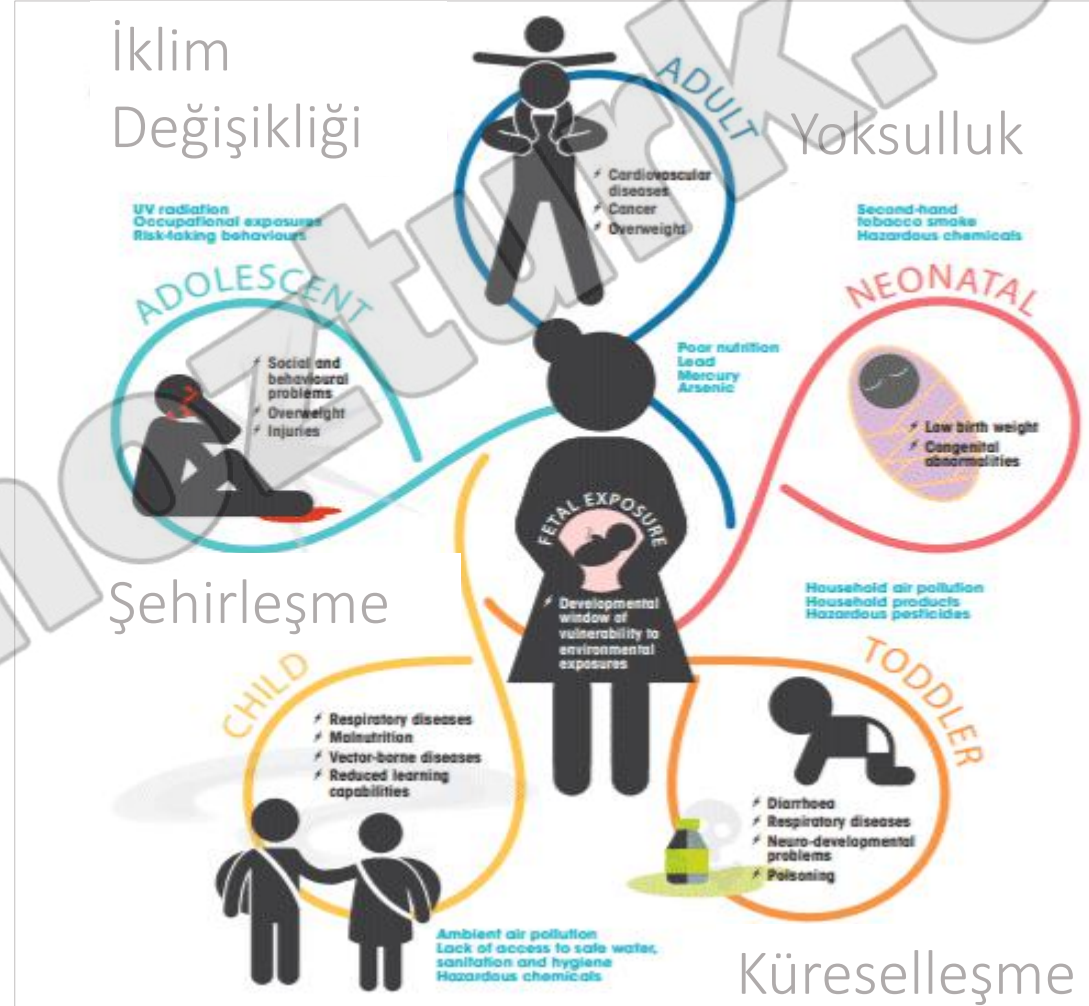 İklim
Değişikliği
ADULT
Yoksulluk
Cardiovascular
diseases
Cancer
Overweight
UV radiation
Occupational exposures
Risk-taking behaviours
Second-hand
tobacco smoke
Hazardous chemicals
ADOLESCENT
NEONATAL
Social and
behavioural
problems
Overweight
Injuries
Poor nutrition
Lead
Mercury
Arsenic
Low birth weight
Congenital
abnormalities
FETAL EXPOSURE
Developmental
window of
vulnerability to
environmental
exposures
Şehirleşme
Household air pollution
Household products
Hazardous pesticides
CHILD
TODDLER
Respiratory diseases
Malnutrition
Vector-borne diseases
Reduced learning
capabilities
Diarrhoea
Respiratory diseases
Neuro-developmental
problems
Poisoning
Ambient air pollution
Lack of access to safe water,
sanitation and hygiene
Hazardous chemicals
Küreselleşme